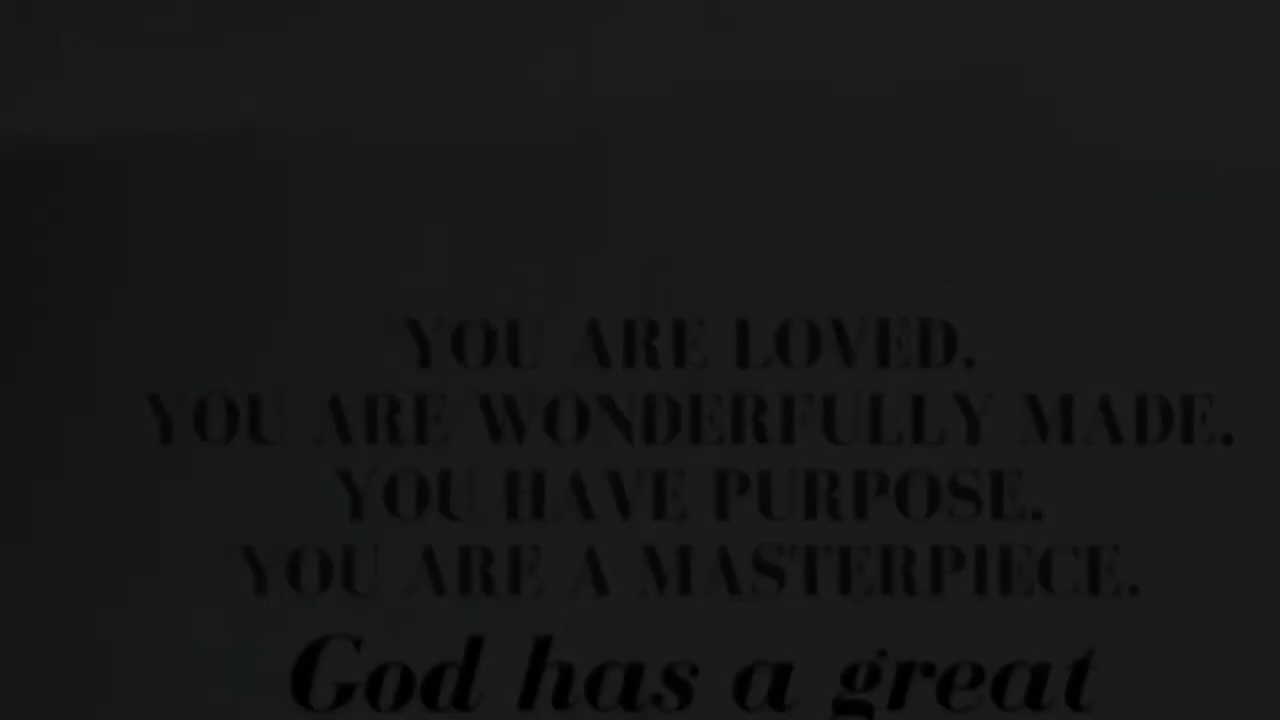 YOU ARE LOVED.
YOU ARE WONDERFULLY MADE.
YOU HAVE PURPOSE.
YOU ARE A MASTERPIECE.
God has a great